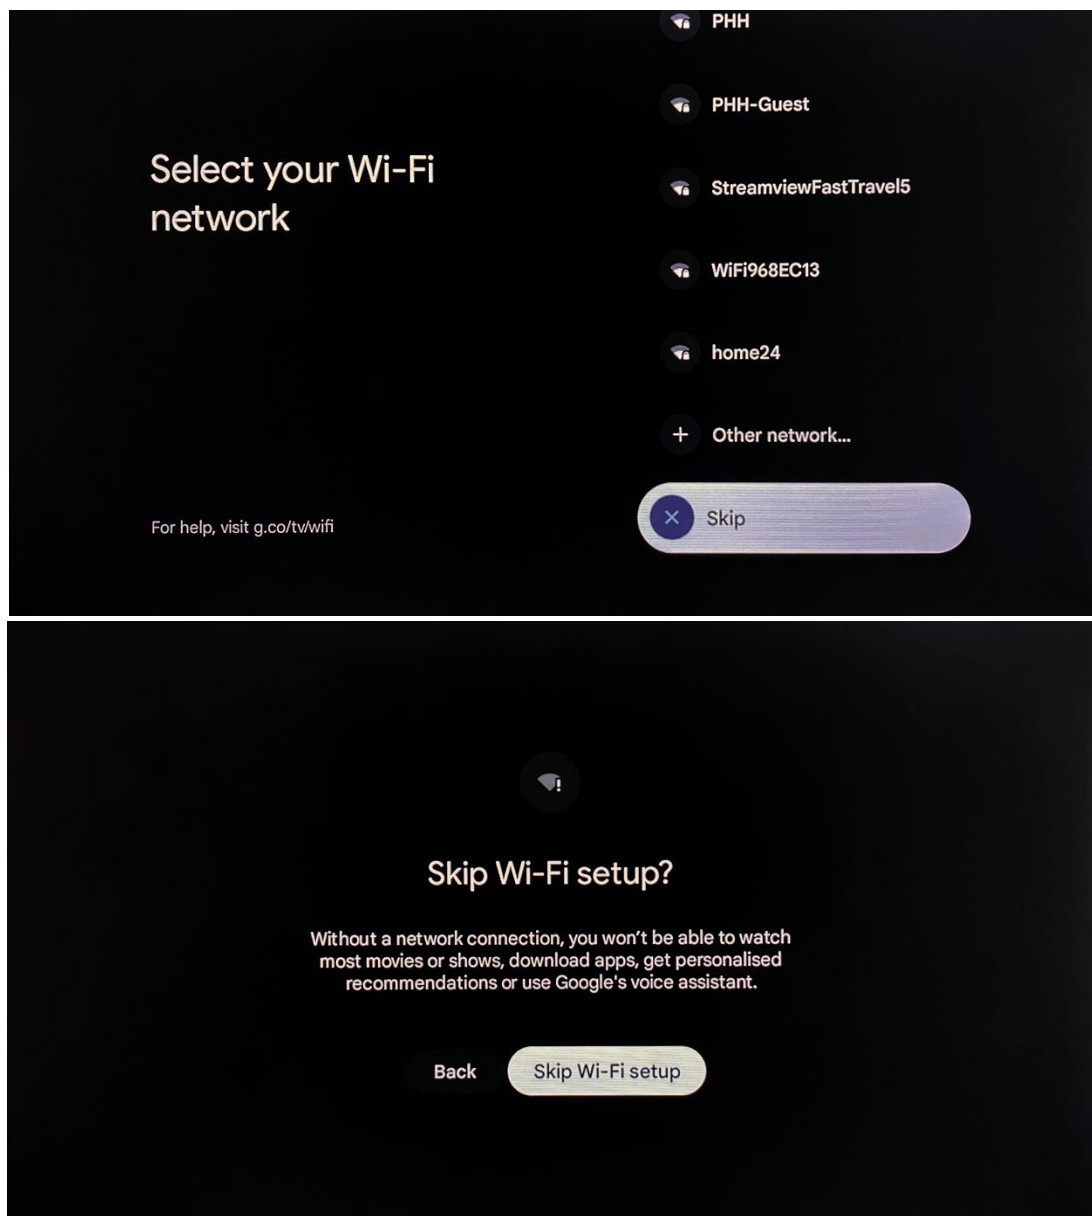 PHH
PHH-Guest
Select your Wi-Fi
network
StreamviewFastTravel5
WiFi968EC13
home24
Other network...
Skip
For help, visit g.co/tv/wifi
Skip Wi-Fi setup?
Without a network connection, you won't be able to watch
most movies or shows, download apps, get personalised
recommendations or use Google's voice assistant.
Back
Skip Wi-Fi setup